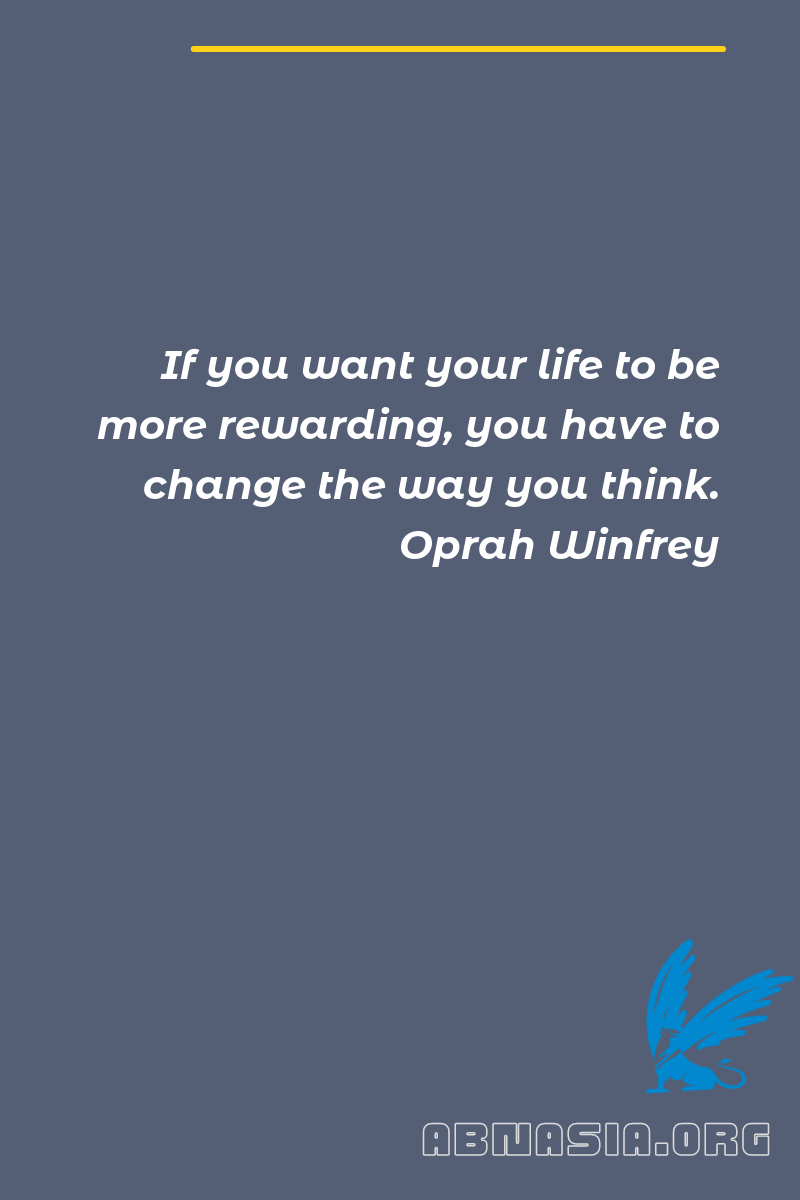 If you want your life to be
more rewarding, you have to
change the way you think.
Oprah Winfrey
ABNASIA.ORG